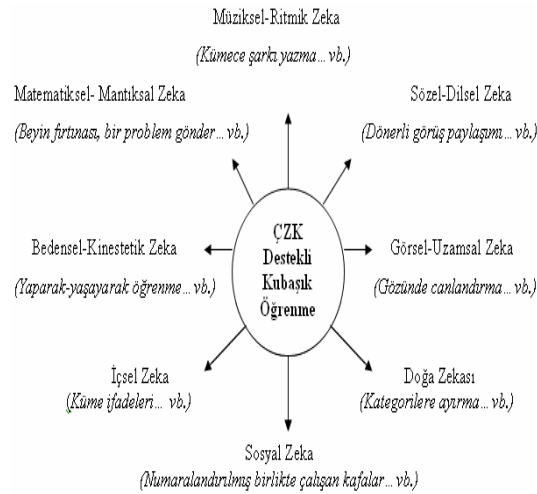 Müziksel-Ritmik Zeka
(Kümece şarkı yazma... vb.)
Matematiksel- Mantıksal Zeka
(Beyin fırtınası, bir problem gönder... vb.)
Sözel-Dilsel Zeka
(Dönerli görüş paylaşımı... vb.)
ÇZK
Destekli
Kubaşık
Öğrenme
Bedensel-Kinestetik Zeka
(Yaparak-yaşayarak öğrenme... vb.)
Görsel-Uzamsal Zeka
(Gözünde canlandırma... vb.)
İçsel Zeka
(Küme ifadeleri... vb.)
Doğa Zekası
(Kategorilere ayırma... vb.)
Sosyal Zeka
(Numaralandırılmış birlikte çalışan kafalar... vb.)